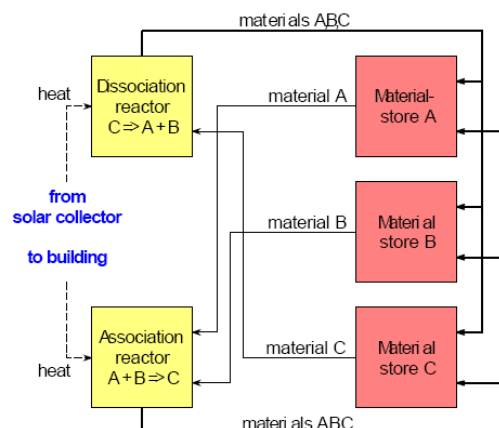 materials A,B,C
heat
Dissociation
reactor
C => A + B
material A
Material-
store A
from
solar collector
to building
material B
Material
store B
heat
Association
reactor
A + B => C
material C
Material
store C
materials ABC